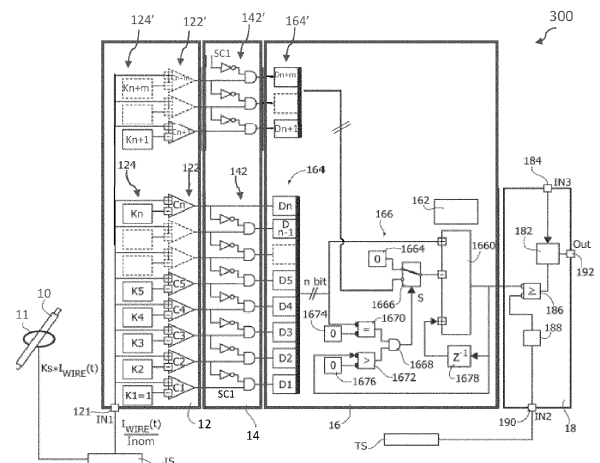 300
124'
122'
142'
164'
SC1
Kn+m
Cn+m
Dn+m
Kn+1
Cn+1
Dn+1
124
122
142
164
Kn
Cn
Dn
D n-1
166
162
184
IN3
1664
0
1660
182
Out
192
K5
C5
D5
n bit
1666
S
≥
186
K4
C4
D4
1674
1670
0
=
K3
C3
D3
1668
188
10
11
K2
C2
D2
0
>
1672
Z⁻¹
1678
1676
KS*IWIRE(t)
K1=1
C1
SC1
D1
121
IN1
IWIRE(t)
Inom
12
14
16
190
IN2
18
TS
IS